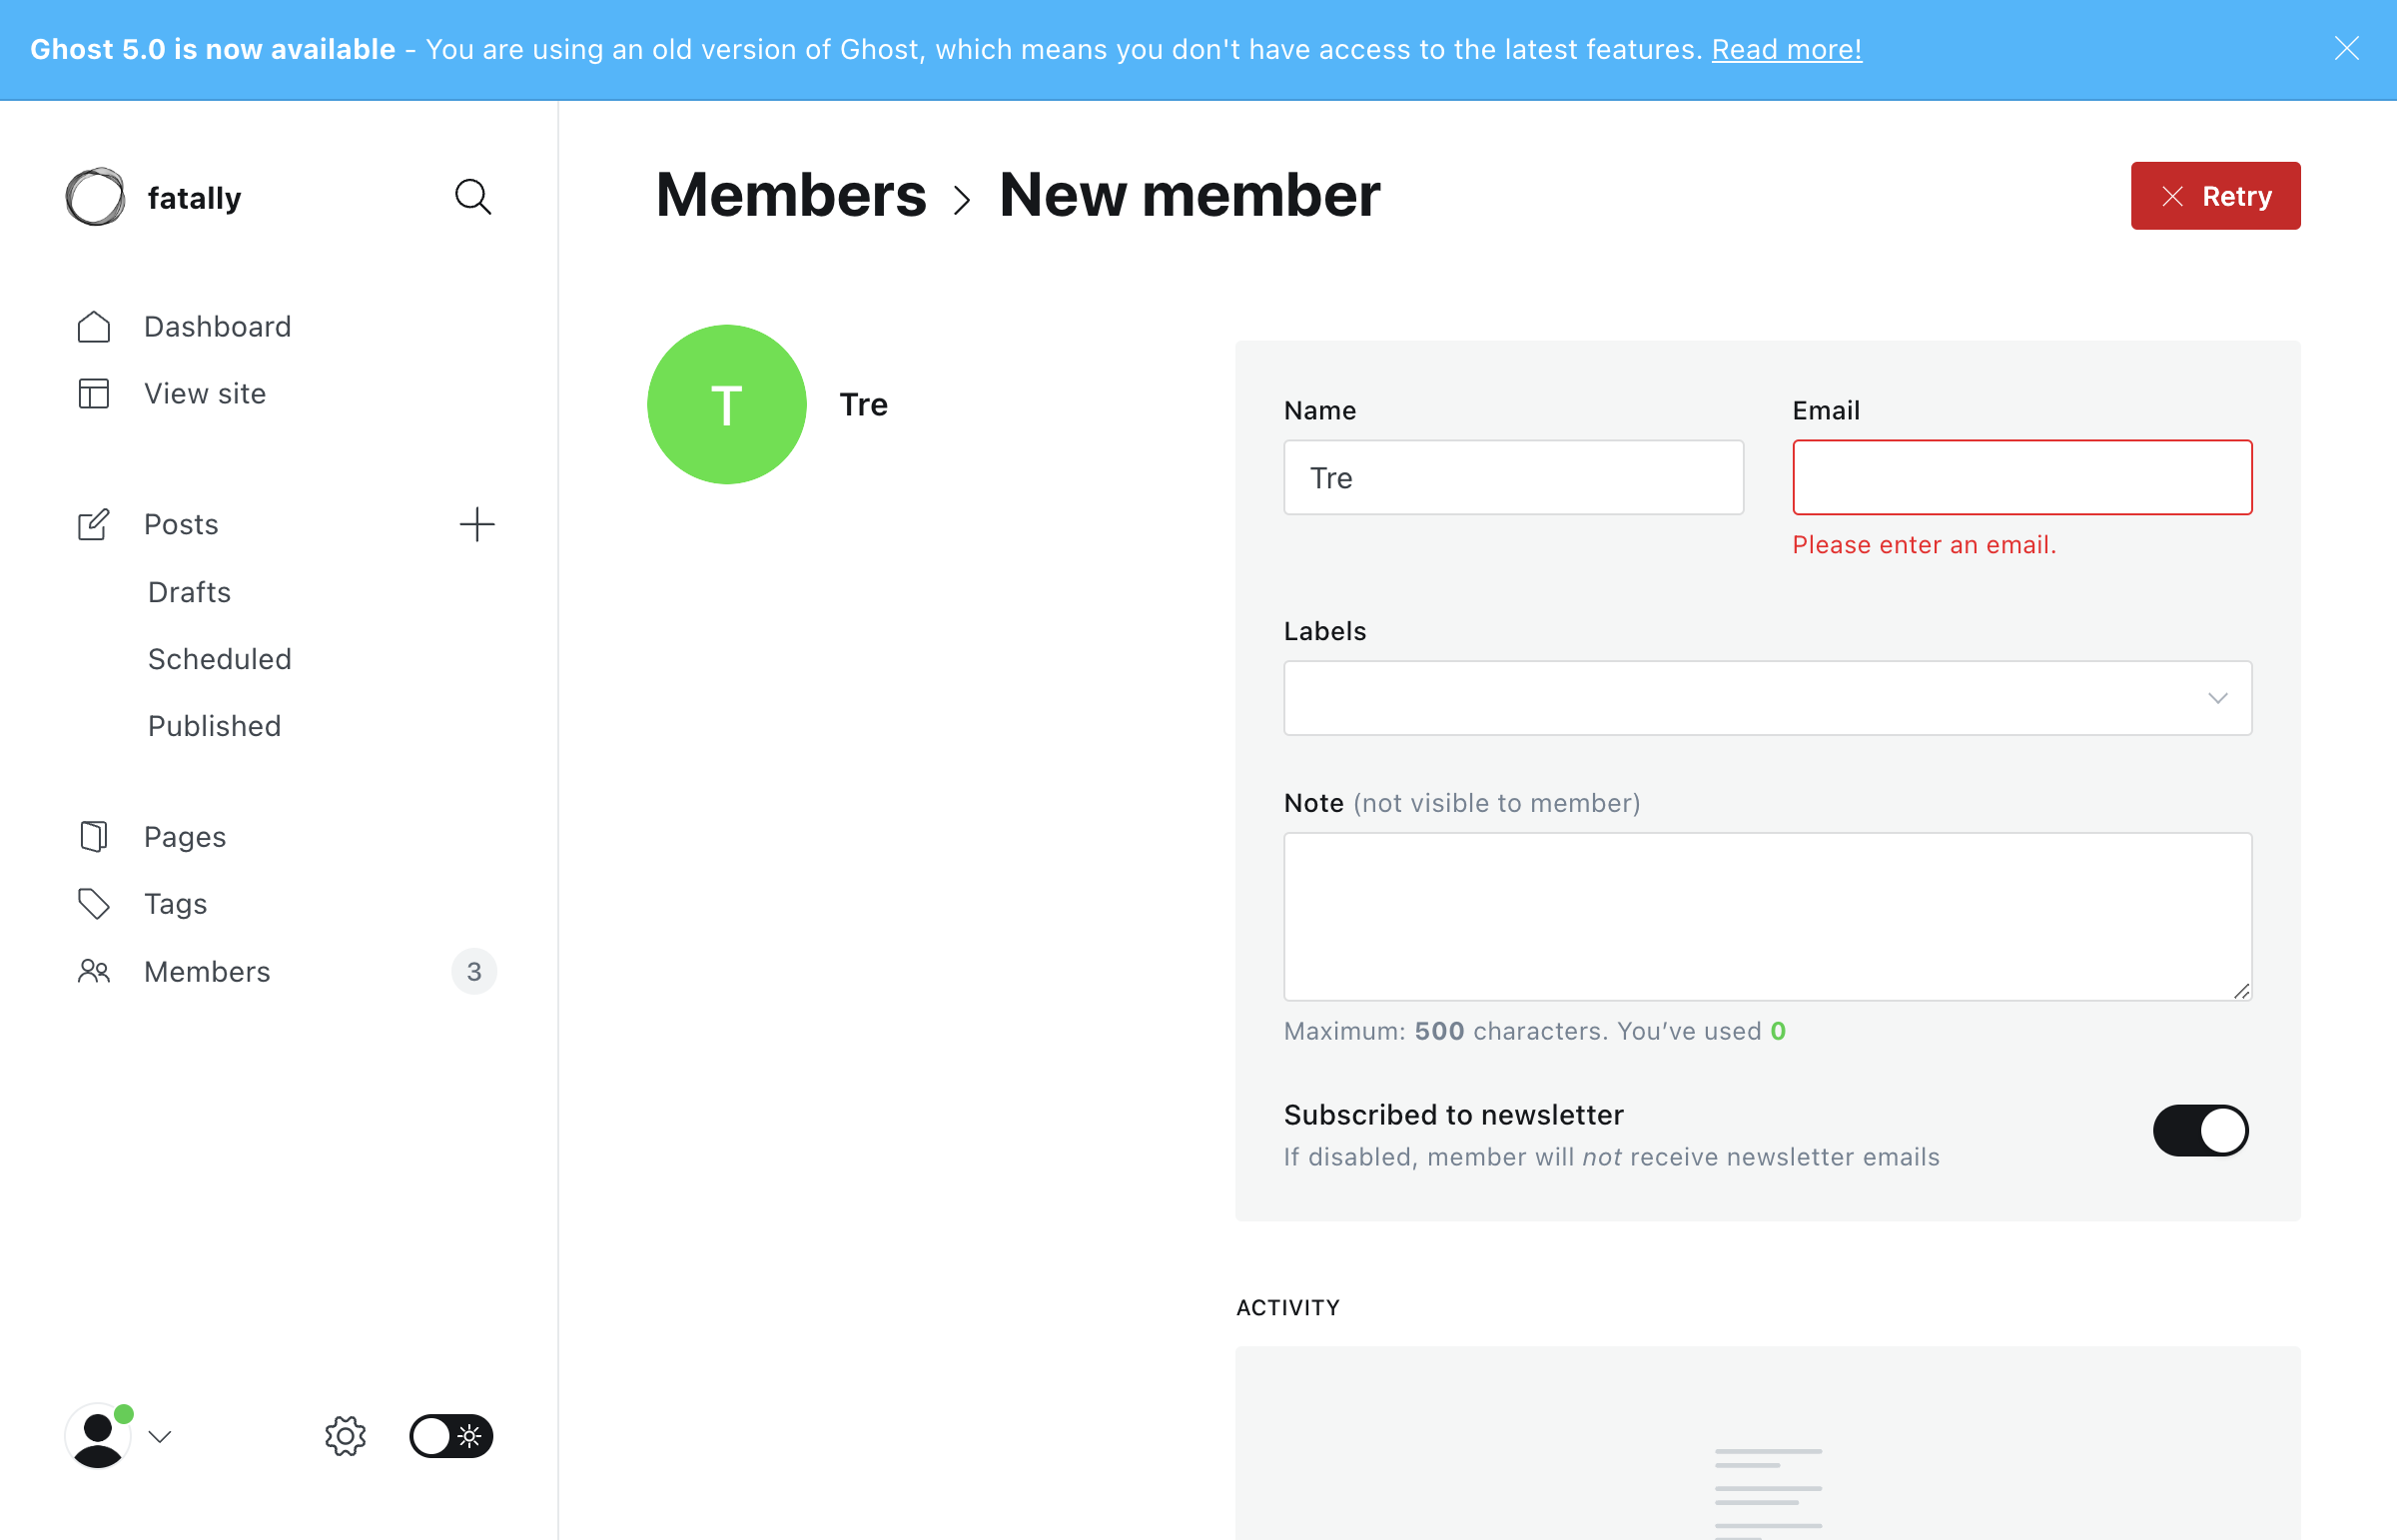 Ghost 5.0 is now available - You are using an old version of Ghost, which means you don't have access to the latest features. Read more!
fatally
Dashboard
View site
Posts
Drafts
Scheduled
Published
Pages
Tags
Members 3
Members > New member
Retry
T
Tre
Name
Tre
Email
Please enter an email.
Labels
Note (not visible to member)
Maximum: 500 characters. You’ve used 0
Subscribed to newsletter
If disabled, member will not receive newsletter emails
ACTIVITY